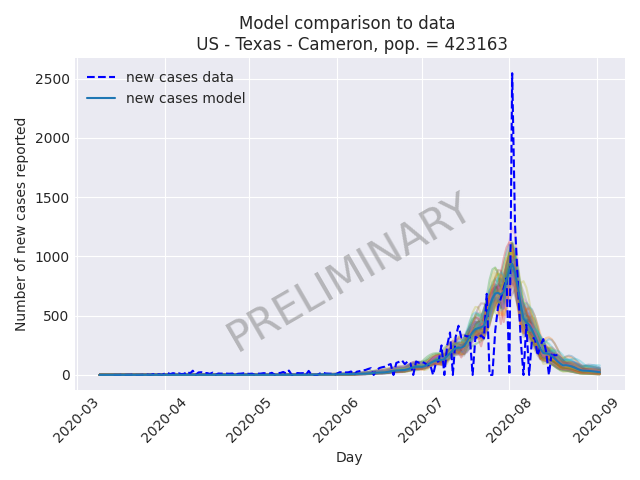 Model comparison to data
US - Texas - Cameron, pop. = 423163
new cases data
new cases model
PRELIMINARY
Number of new cases reported
2500
2000
1500
1000
500
0
2020-03
2020-04
2020-05
2020-06
2020-07
2020-08
2020-09
Day